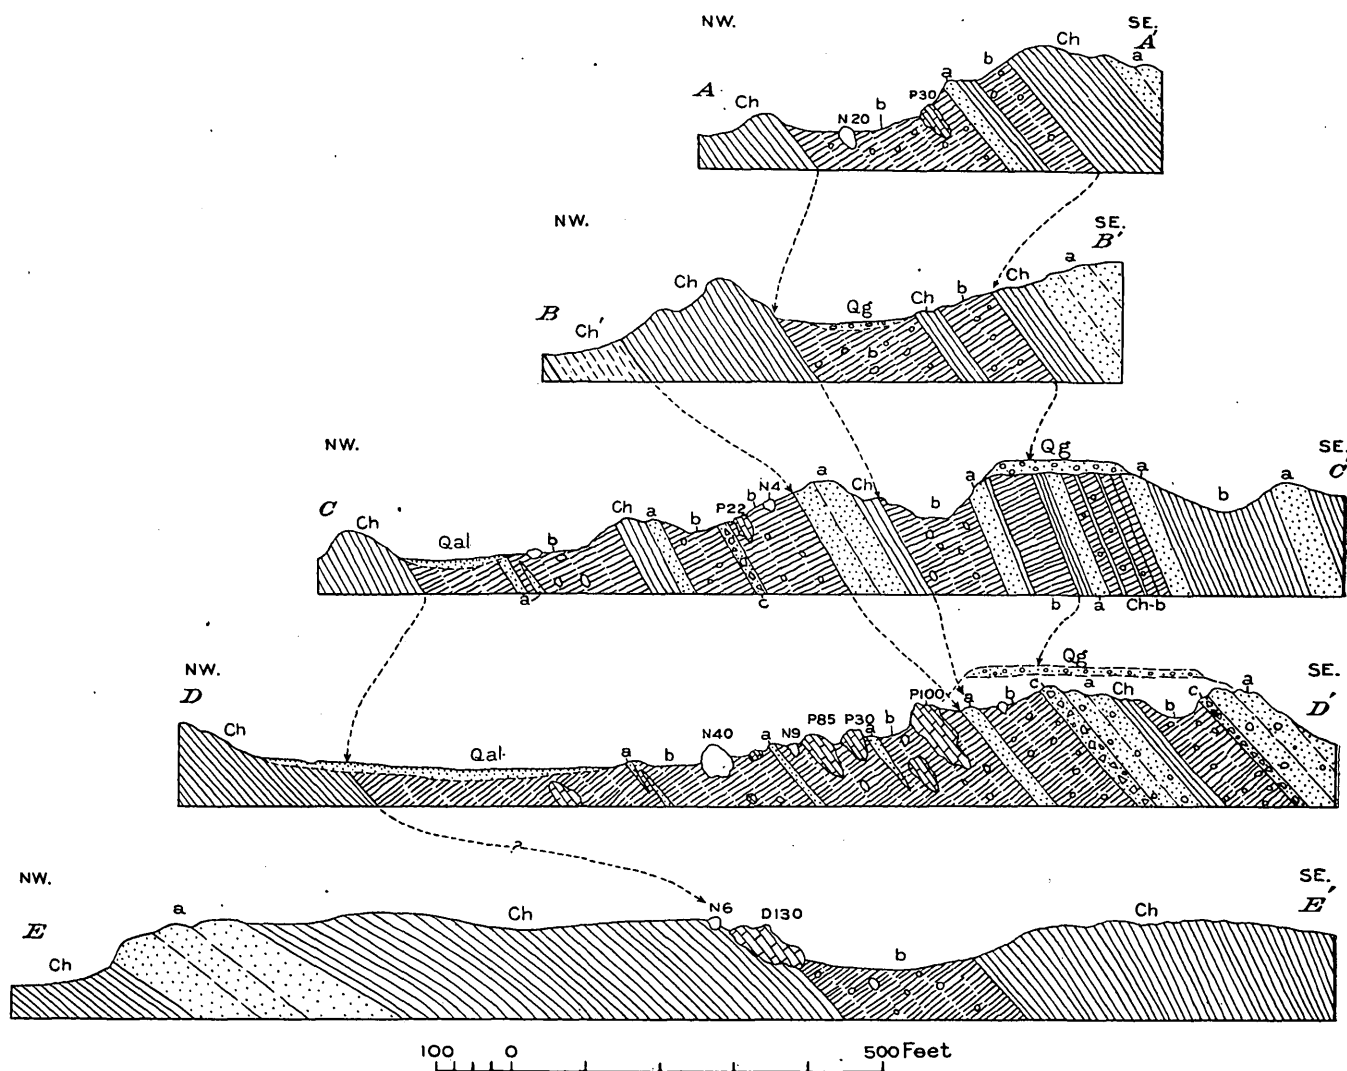 NW. SE.
A Ch N20 b P30 a b Ch a A'
NW. SE.
B Ch' Ch Qg b Ch b Ch a B'
NW. SE.
C Ch Qal b Ch a b P22 b N4 a Ch b a Qg a b a C'
a c b a Ch-b
NW. SE.
D Ch Qal a b N40 a N9 P85 P30 a b P100 a b c Qg a Ch b c a D'
?
NW. SE.
E Ch a Ch N6 D130 b Ch E'
100 0 500 Feet